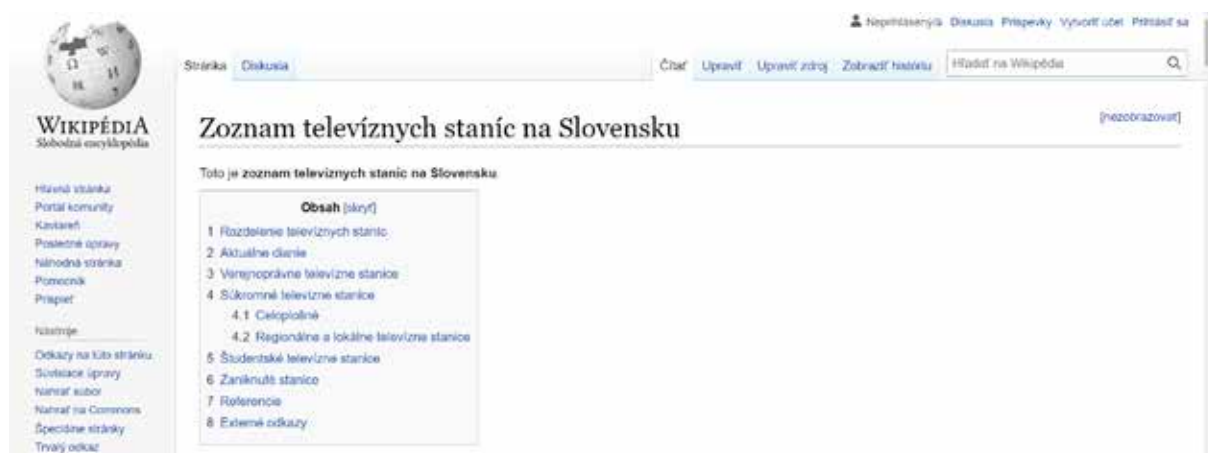 Neprihlásený/á Diskusia Príspevky Vytvoriť účet Prihlásiť sa
Stránka Diskusia Čítať Upraviť Upraviť zdroj Zobraziť históriu Hľadať na Wikipédia
WIKIPÉDIA
Slobodná encyklopédia
Zoznam televíznych staníc na Slovensku
[nezobrazovať]
Toto je zoznam televíznych staníc na Slovensku.
Obsah [skryť]
1 Rozdelenie televíznych staníc
2 Aktuálne dianie
3 Verejnoprávne televízne stanice
4 Súkromné televízne stanice
4.1 Celoplošné
4.2 Regionálne a lokálne televízne stanice
5 Študentské televízne stanice
6 Zaniknuté stanice
7 Referencie
8 Externé odkazy
Hlavná stránka
Portál komunity
Kaviareň
Posledné úpravy
Náhodná stránka
Pomocník
Prispieť
Nástroje
Odkazy na túto stránku
Súvisiace úpravy
Nahrať súbor
Nahrať na Commons
Špeciálne stránky
Trvalý odkaz